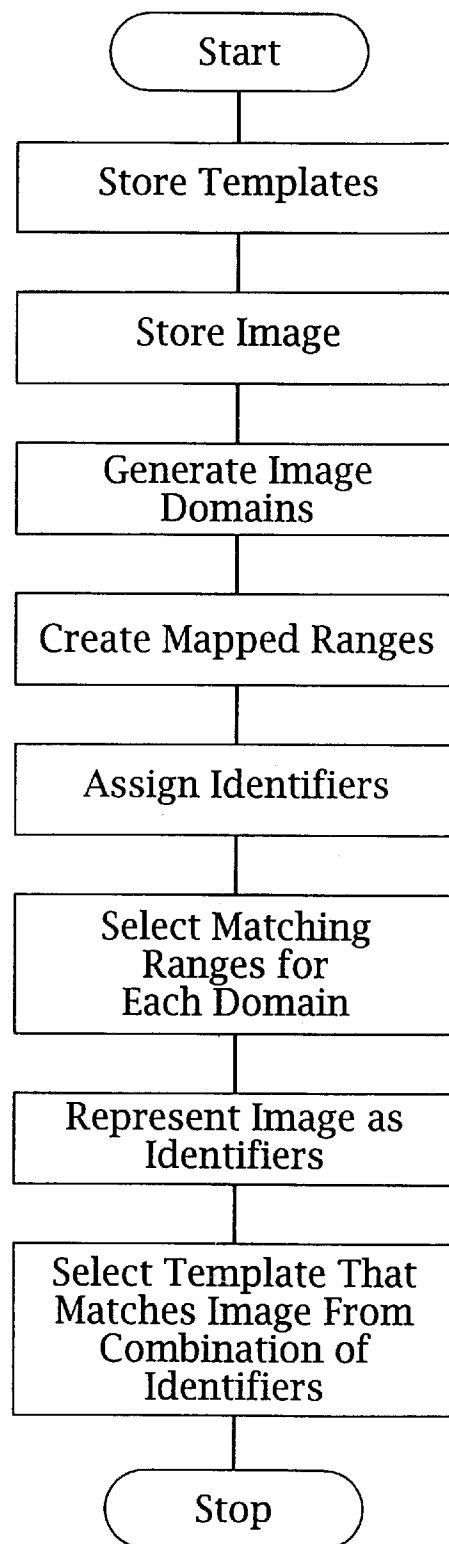 Start
Store Templates
Store Image
Generate Image
Domains
Create Mapped Ranges
Assign Identifiers
Select Matching
Ranges for
Each Domain
Represent Image as
Identifiers
Select Template That
Matches Image From
Combination of
Identifiers
Stop